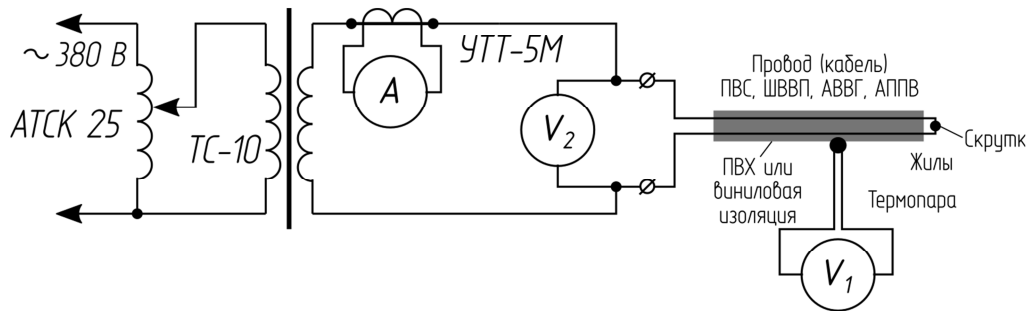 ~ 380 В
АТСК 25
ТС-10
А
УТТ-5М
V2
Провод (кабель)
ПВС, ШВВП, АВВГ, АППВ
Скрутк
Жилы
ПВХ или
виниловая
изоляция
Термопара
V1